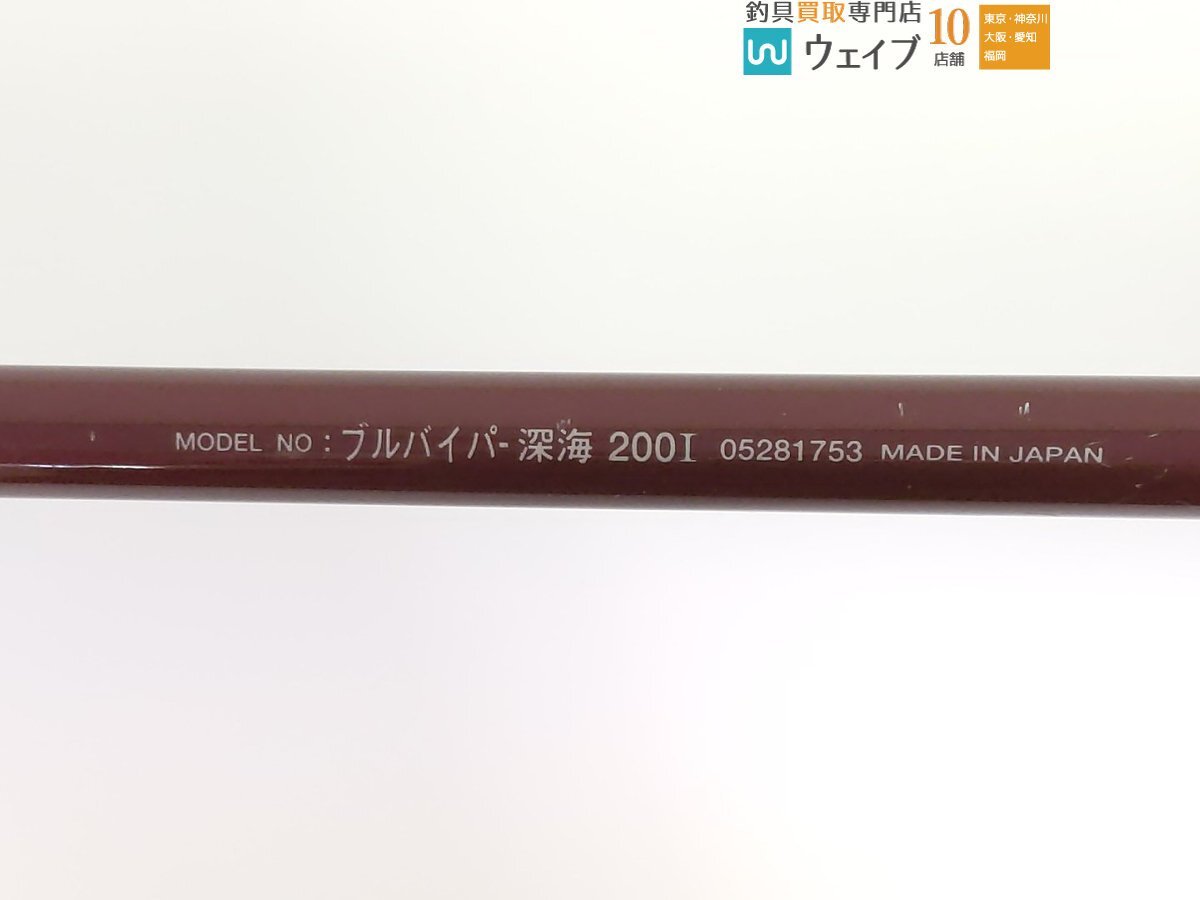 釣具買取専門店
ウェイブ
10
店舗
東京・神奈川
大阪・愛知
福岡
MODEL NO : ブルバイパー深海 200I 05281753 MADE IN JAPAN